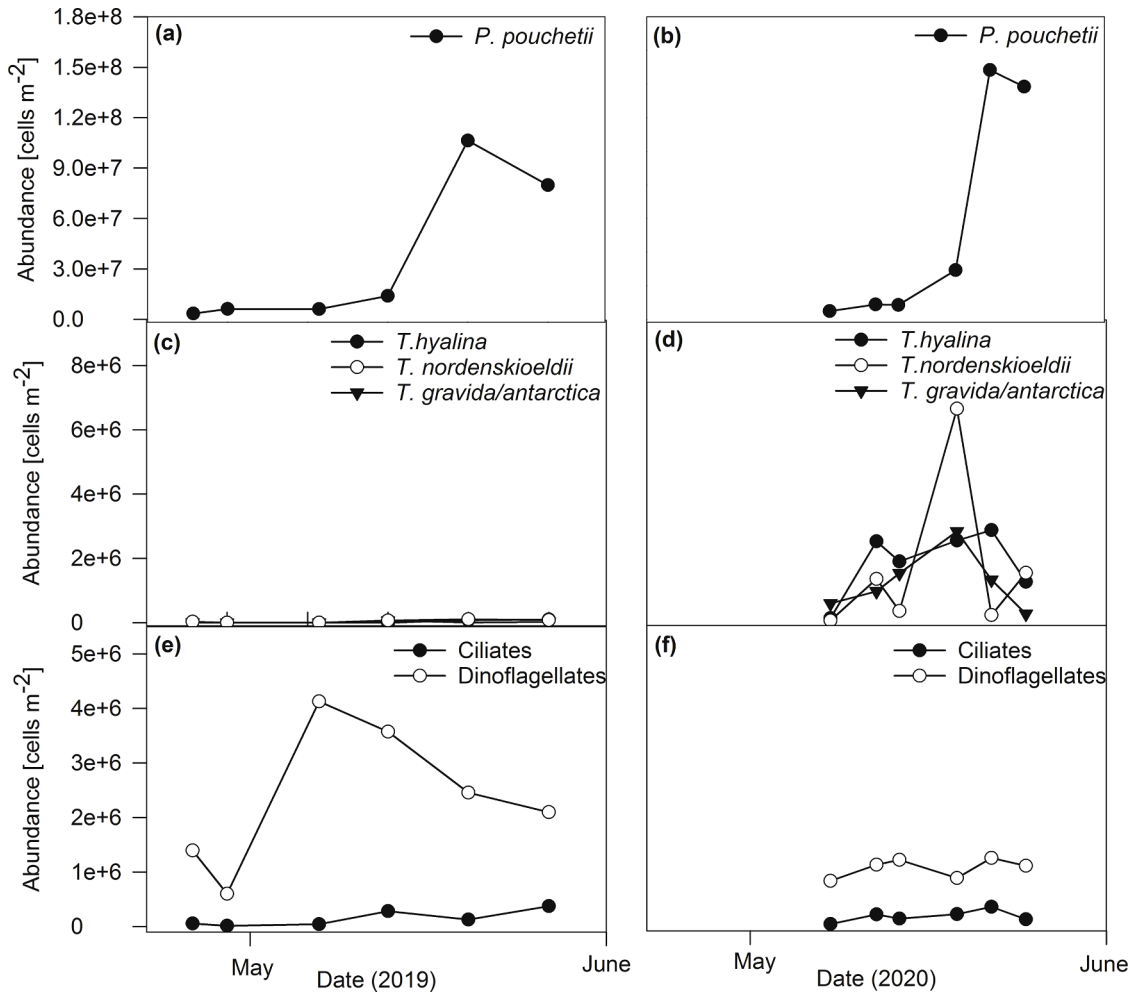 (a)
P. pouchetii
1.8e+8
1.5e+8
1.2e+8
9.0e+7
6.0e+7
3.0e+7
0.0
Abundance [cells m⁻²]
(b)
P. pouchetii
(c)
T.hyalina
T. nordenskioeldii
T. gravida/antarctica
8e+6
6e+6
4e+6
2e+6
0
Abundance [cells m⁻²]
(d)
T.hyalina
T.nordenskioeldii
T. gravida/antarctica
(e)
Ciliates
Dinoflagellates
5e+6
4e+6
3e+6
2e+6
1e+6
0
Abundance [cells m⁻²]
May
Date (2019)
June
(f)
Ciliates
Dinoflagellates
May
Date (2020)
June